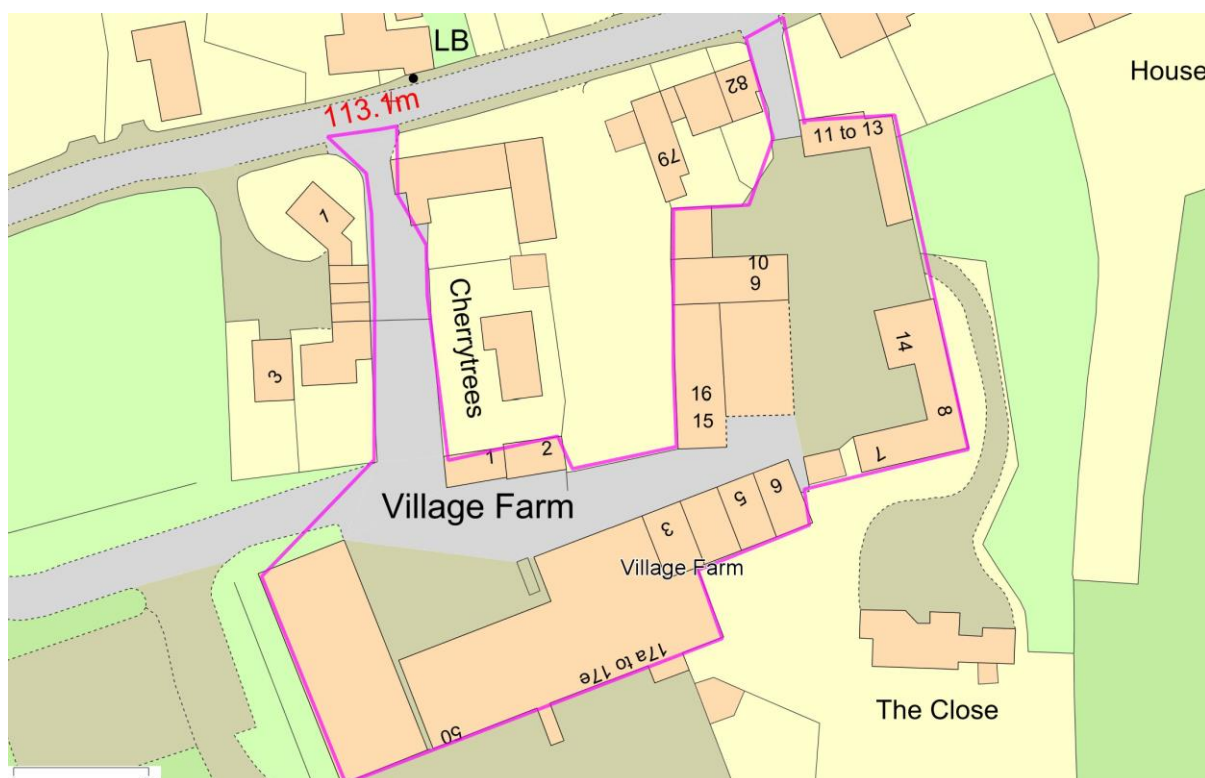 LB
113.1m
House
82
79
11 to 13
1
10
9
14
3
Cherrytrees
16
15
8
7
1
2
Village Farm
6
5
3
Village Farm
17a to 17e
50
The Close